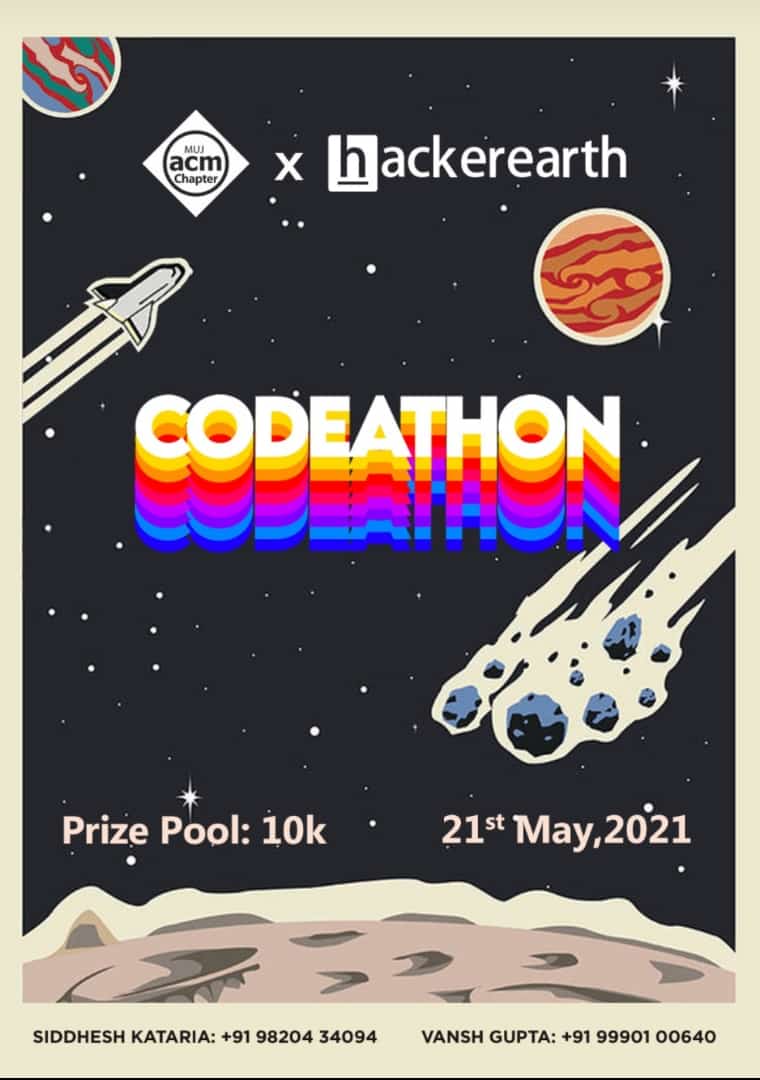 MUJ
acm
Chapter
x
hackerearth
CODEATHON
Prize Pool: 10k
21st May,2021
SIDDHESH KATARIA: +91 98204 34094
VANSH GUPTA: +91 99901 00640